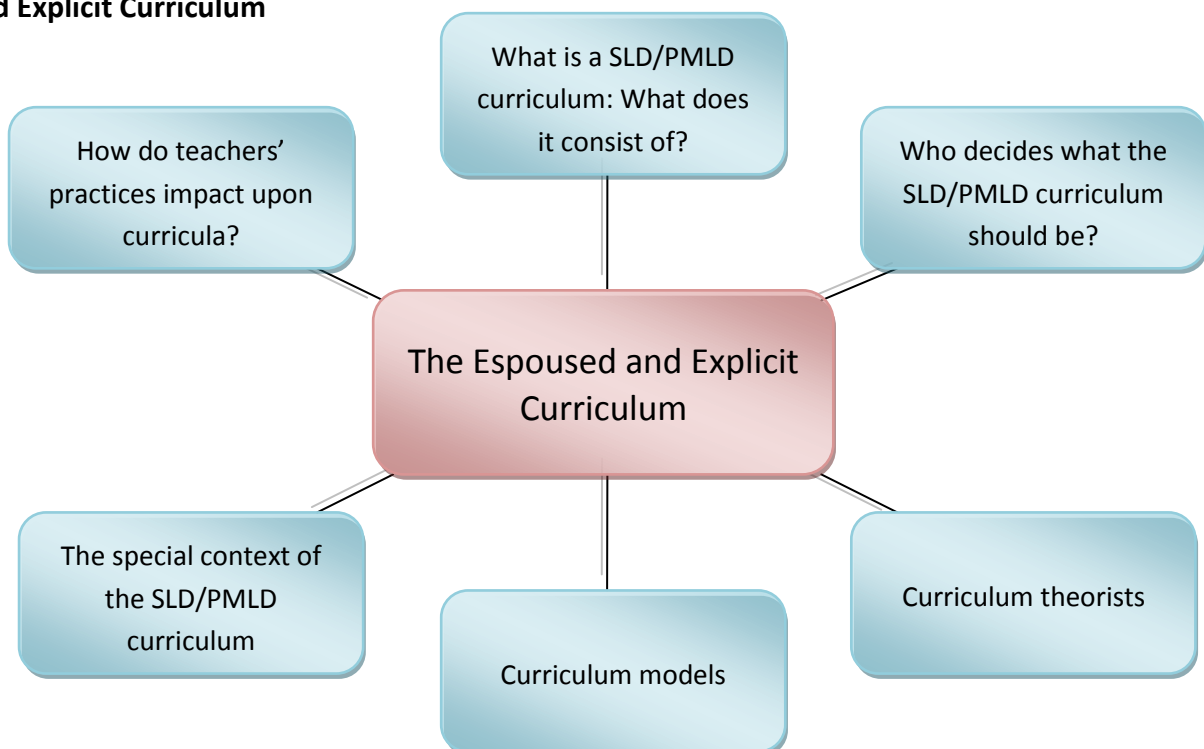 d Explicit Curriculum
What is a SLD/PMLD
curriculum: What does
it consist of?
How do teachers’
practices impact upon
curricula?
Who decides what the
SLD/PMLD curriculum
should be?
The Espoused and Explicit
Curriculum
The special context of
the SLD/PMLD
curriculum
Curriculum models
Curriculum theorists